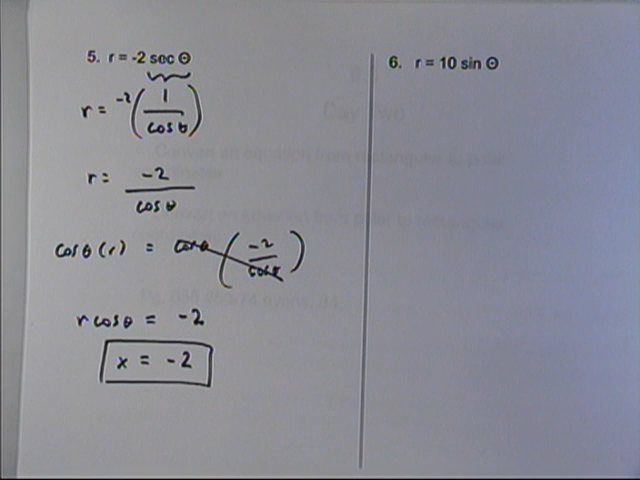 5. r = -2 sec Θ
r = -2 ( 1 / cos θ )
r = -2 / cos θ
cos θ (r) = cos θ ( -2 / cos θ )
r cos θ = -2
x = -2
6. r = 10 sin Θ